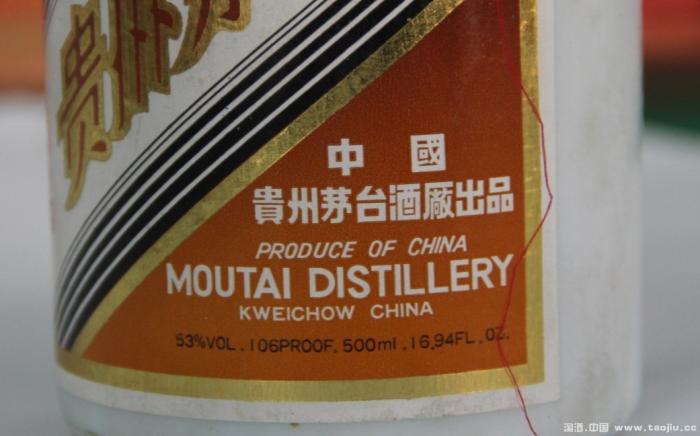 贵州茅
中國
貴州茅台酒廠出品
PRODUCE OF CHINA
MOUTAI DISTILLERY
KWEICHOW CHINA
53%VOL. 106PROOF. 500ml. 16.94FL. OZ.
淘酒.中国 www.taojiu.cc